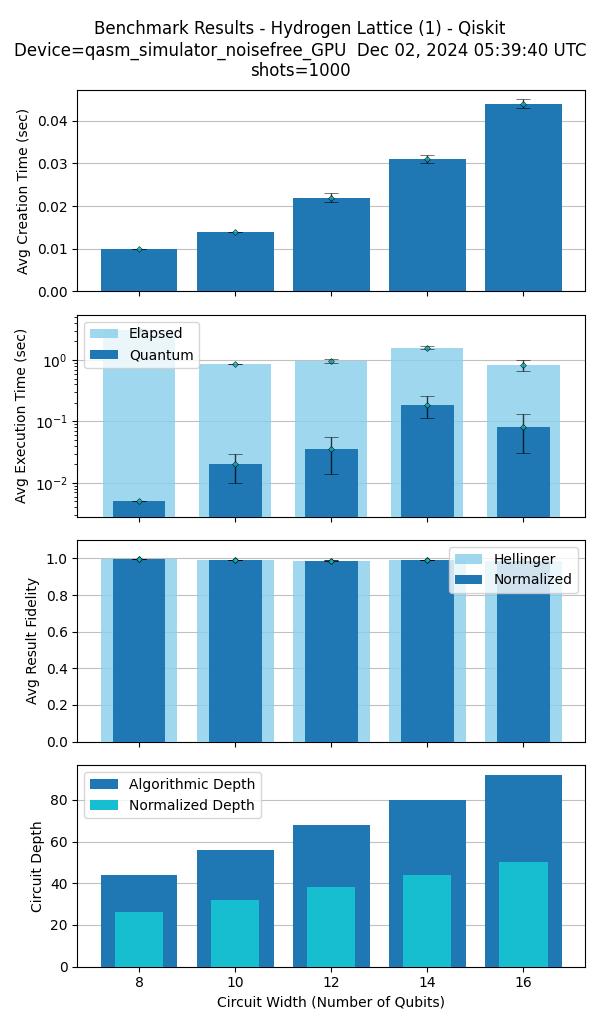 Benchmark Results - Hydrogen Lattice (1) - Qiskit
Device=qasm_simulator_noisefree_GPU  Dec 02, 2024 05:39:40 UTC
shots=1000
Avg Creation Time (sec)
0.04
0.03
0.02
0.01
0.00
Avg Execution Time (sec)
Elapsed
Quantum
10⁰
10⁻¹
10⁻²
Avg Result Fidelity
Hellinger
Normalized
1.0
0.8
0.6
0.4
0.2
0.0
Circuit Depth
Algorithmic Depth
Normalized Depth
80
60
40
20
0
8 10 12 14 16
Circuit Width (Number of Qubits)